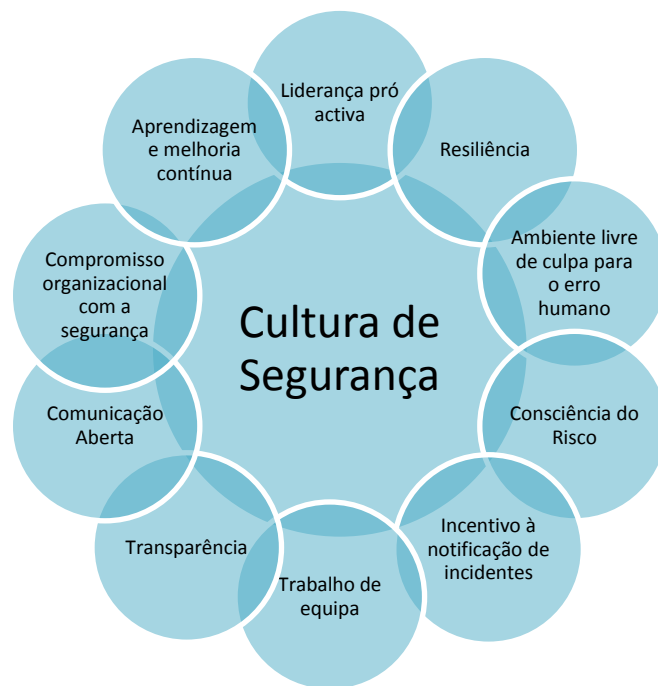 Liderança pró
activa
Resiliência
Ambiente livre
de culpa para
o erro
humano
Consciência do
Risco
Incentivo à
notificação de
incidentes
Trabalho de
equipa
Transparência
Comunicação
Aberta
Compromisso
organizacional
com a
segurança
Aprendizagem
e melhoria
contínua
Cultura de
Segurança